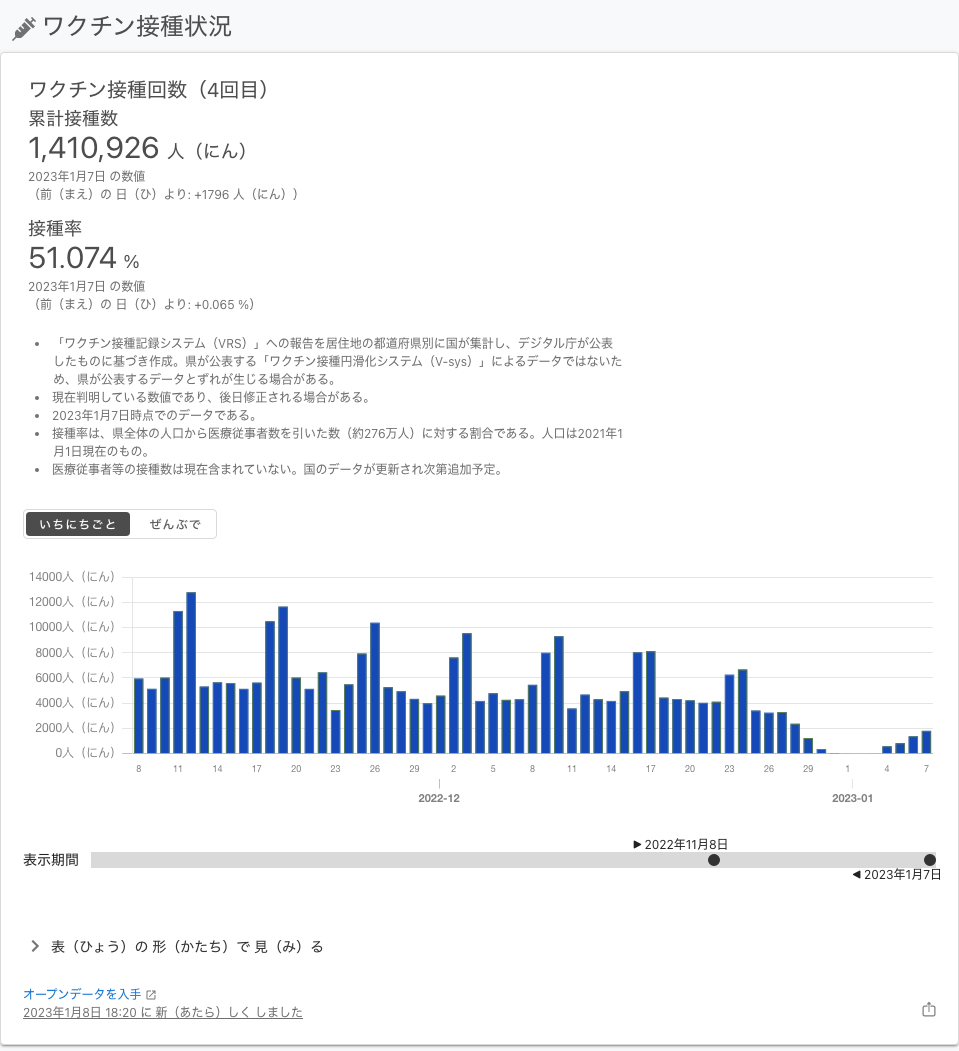 ワクチン接種状況
ワクチン接種回数（4回目）
累計接種数
1,410,926 人（にん）
2023年1月7日 の数値
（前（まえ）の 日（ひ）より: +1796 人（にん））
接種率
51.074 %
2023年1月7日 の数値
（前（まえ）の 日（ひ）より: +0.065 %）
「ワクチン接種記録システム（VRS）」への報告を居住地の都道府県別に国が集計し、デジタル庁が公表
したものに基づき作成。県が公表する「ワクチン接種円滑化システム（V-sys）」によるデータではないた
め、県が公表するデータとずれが生じる場合がある。
現在判明している数値であり、後日修正される場合がある。
2023年1月7日時点でのデータである。
接種率は、県全体の人口から医療従事者数を引いた数（約276万人）に対する割合である。人口は2021年1
月1日現在のもの。
医療従事者等の接種数は現在含まれていない。国のデータが更新され次第追加予定。
いちにちごと ぜんぶで
14000人（にん）
12000人（にん）
10000人（にん）
8000人（にん）
6000人（にん）
4000人（にん）
2000人（にん）
0人（にん）
8 11 14 17 20 23 26 29 2 5 8 11 14 17 20 23 26 29 1 4 7
2022-12 2023-01
▶ 2022年11月8日
表示期間
◀ 2023年1月7日
表（ひょう）の 形（かたち）で 見（み）る
オープンデータを入手
2023年1月8日 18:20 に 新（あたら）しく しました